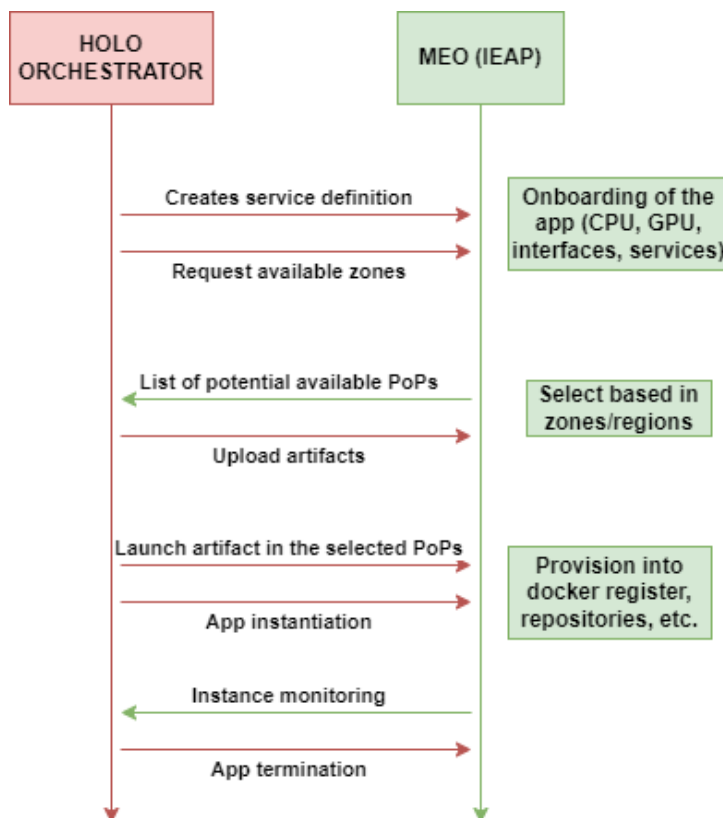 HOLO
ORCHESTRATOR
MEO (IEAP)
Creates service definition
Onboarding of the
app (CPU, GPU,
interfaces, services)
Request available zones
List of potential available PoPs
Select based in
zones/regions
Upload artifacts
Launch artifact in the selected PoPs
Provision into
docker register,
repositories, etc.
App instantiation
Instance monitoring
App termination